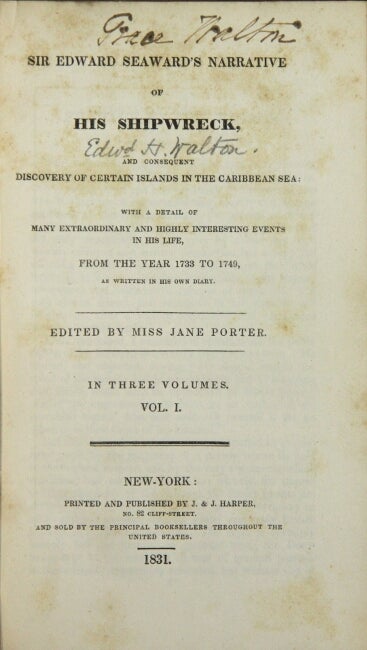 Grace Walton
SIR EDWARD SEAWARD'S NARRATIVE
OF
HIS SHIPWRECK,
Edwd H. Walton.
AND CONSEQUENT
DISCOVERY OF CERTAIN ISLANDS IN THE CARIBBEAN SEA:
WITH A DETAIL OF
MANY EXTRAORDINARY AND HIGHLY INTERESTING EVENTS
IN HIS LIFE,
FROM THE YEAR 1733 TO 1749,
AS WRITTEN IN HIS OWN DIARY.
EDITED BY MISS JANE PORTER.
IN THREE VOLUMES.
VOL. I.
NEW-YORK:
PRINTED AND PUBLISHED BY J. & J. HARPER,
NO. 82 CLIFF-STREET.
AND SOLD BY THE PRINCIPAL BOOKSELLERS THROUGHOUT THE
UNITED STATES.
1831.